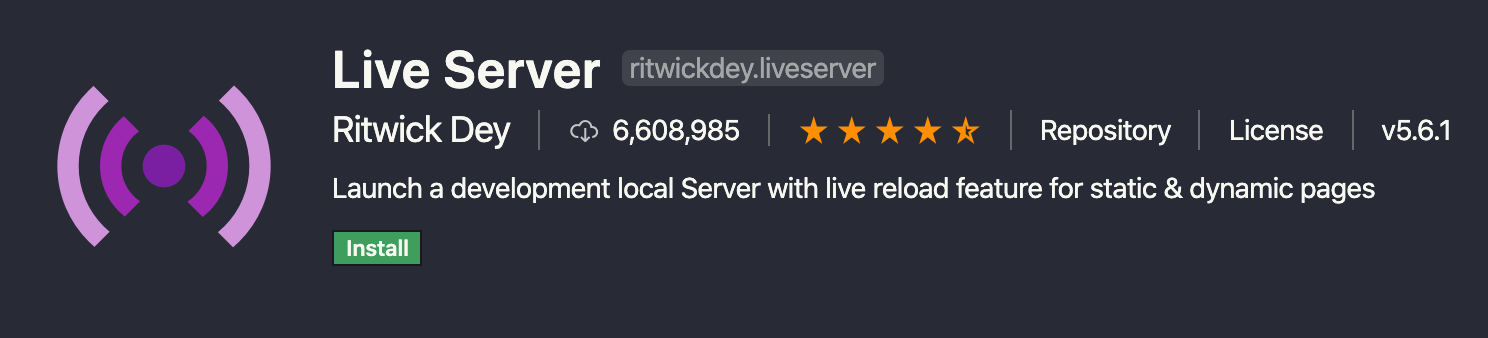 Live Server ritwickdey.liveserver
Ritwick Dey 6,608,985 Repository License v5.6.1
Launch a development local Server with live reload feature for static & dynamic pages
Install